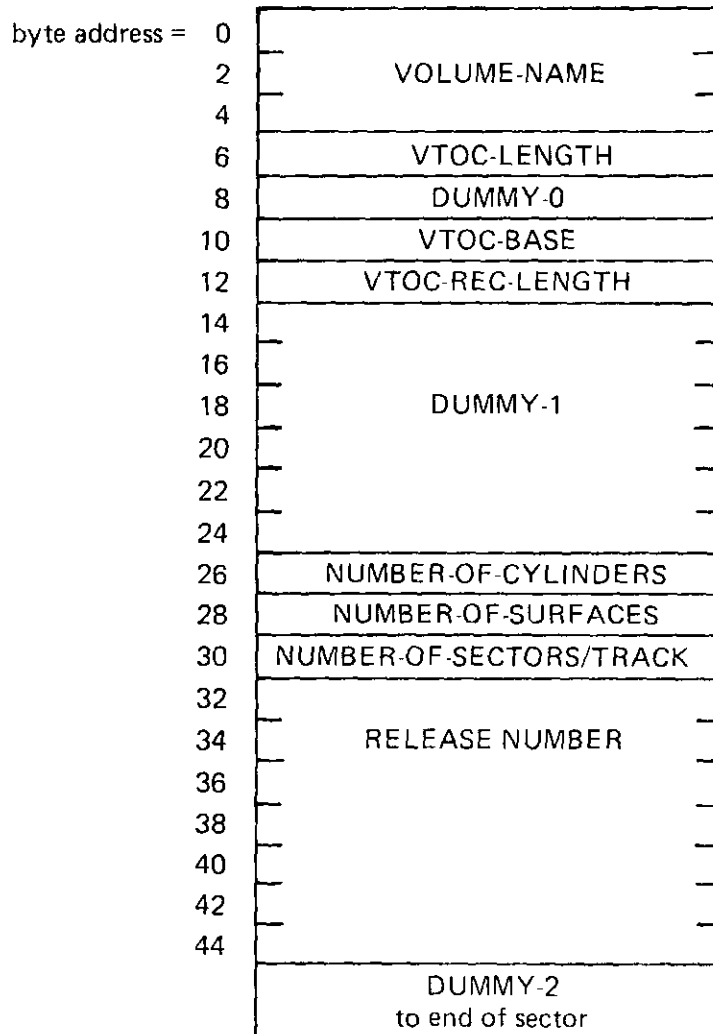 byte address = 0
2 VOLUME-NAME
4
6 VTOC-LENGTH
8 DUMMY-0
10 VTOC-BASE
12 VTOC-REC-LENGTH
14
16
18 DUMMY-1
20
22
24
26 NUMBER-OF-CYLINDERS
28 NUMBER-OF-SURFACES
30 NUMBER-OF-SECTORS/TRACK
32
34 RELEASE NUMBER
36
38
40
42
44
DUMMY-2
to end of sector